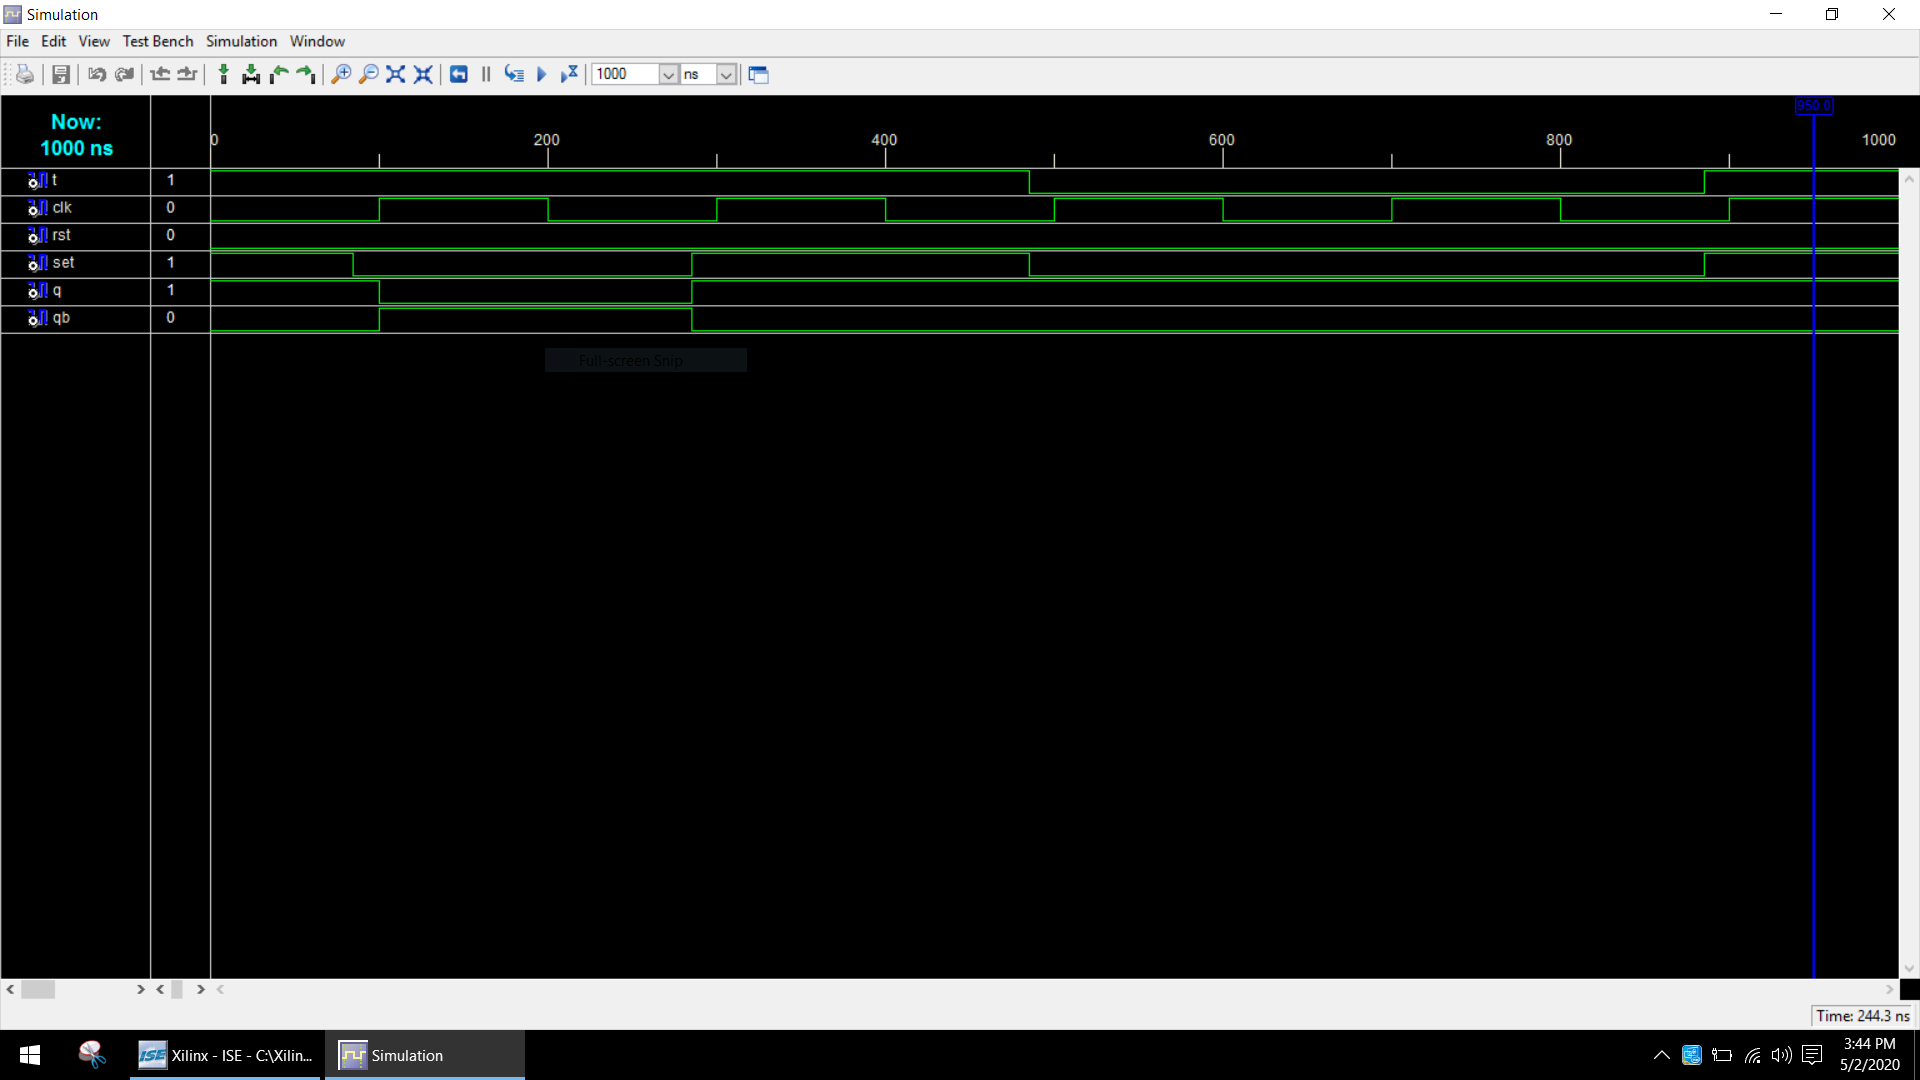 Simulation
File Edit View Test Bench Simulation Window
1000 ns
950.0
Now:
1000 ns
0 200 400 600 800 1000
t 1
clk 0
rst 0
set 1
q 1
qb 0
Full-screen Snip
Time: 244.3 ns
ISE Xilinx - ISE - C:\Xilin... Simulation
3:44 PM
5/2/2020